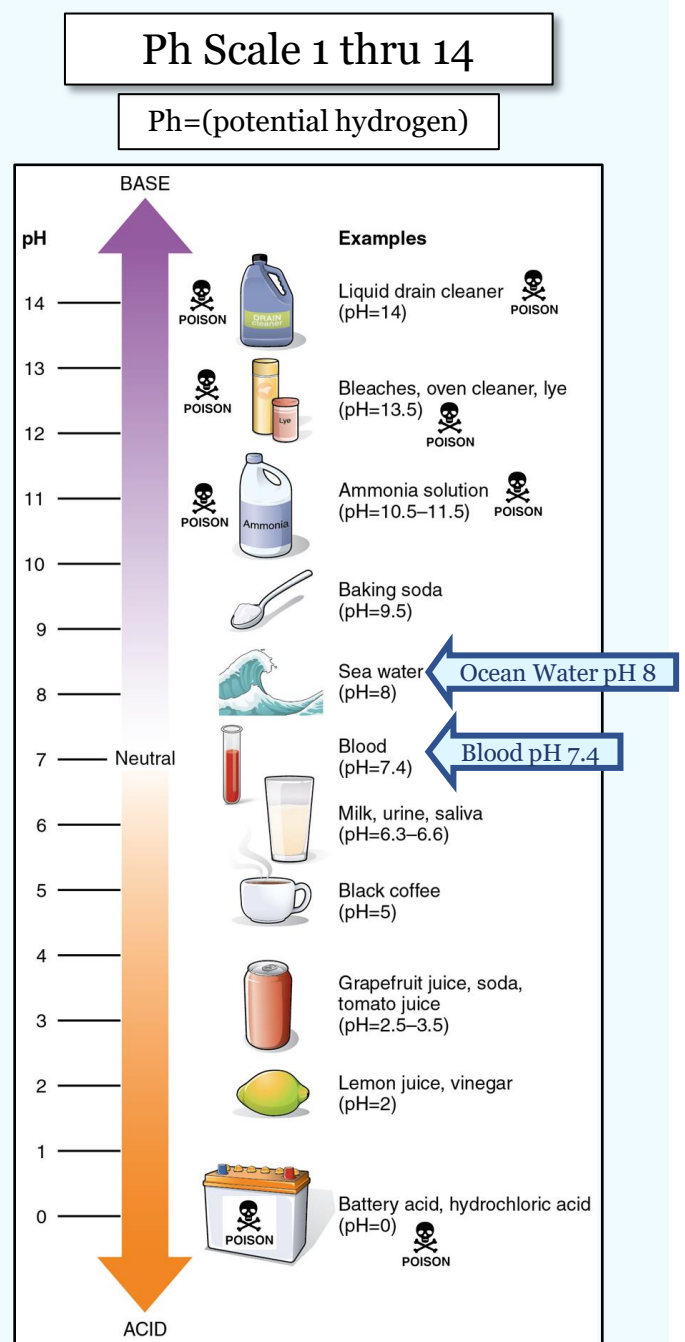 Ph Scale 1 thru 14
Ph=(potential hydrogen)
BASE
pH
Examples
14
POISON
DRAIN
cleaner
Liquid drain cleaner
(pH=14)
POISON
13
POISON
Lye
Bleaches, oven cleaner, lye
(pH=13.5)
POISON
12
11
POISON
Ammonia
Ammonia solution
(pH=10.5–11.5)
POISON
10
Baking soda
(pH=9.5)
9
Sea water
(pH=8)
Ocean Water pH 8
8
7
Neutral
Blood
(pH=7.4)
Blood pH 7.4
Milk, urine, saliva
(pH=6.3–6.6)
6
5
Black coffee
(pH=5)
4
Grapefruit juice, soda,
tomato juice
(pH=2.5–3.5)
3
2
Lemon juice, vinegar
(pH=2)
1
0
POISON
Battery acid, hydrochloric acid
(pH=0)
POISON
ACID